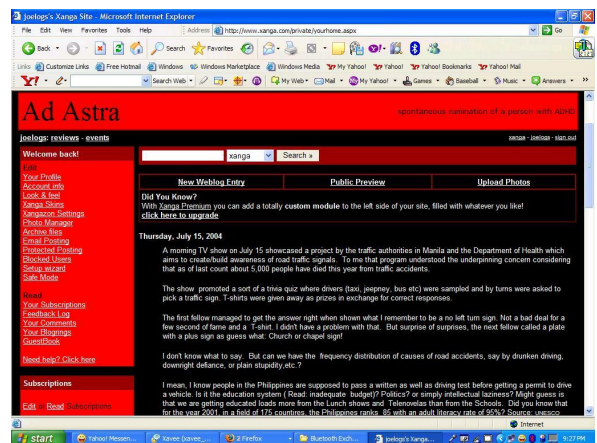 joelogs's Xanga Site - Microsoft Internet Explorer
File Edit View Favorites Tools Help Address http://www.xanga.com/private/yourhome.aspx Go
Back Search Favorites
Links Customize Links Free Hotmail Windows Windows Marketplace Windows Media My Yahoo! Yahoo! Yahoo! Bookmarks Yahoo! Mail
Y! Search Web My Web Mail My Yahoo! Games Baseball Music Answers
Ad Astra
spontaneous rumination of a person with ADHD
joelogs: reviews - events
xanga - joelogs - sign out
Welcome back!
Edit
Your Profile
Account info
Look & feel
Xanga Skins
Xangazon Settings
Photo Manager
Archive files
Email Posting
Protected Posting
Blocked Users
Setup wizard
Safe Mode
Read
Your Subscriptions
Feedback Log
Your Comments
Your Blogrings
GuestBook
Need help? Click here
Subscriptions
Edit Read Subscriptions
xanga Search »
New Weblog Entry Public Preview Upload Photos
Did You Know?
With Xanga Premium you can add a totally custom module to the left side of your site, filled with whatever you like!
click here to upgrade
Thursday, July 15, 2004
A morning TV show on July 15 showcased a project by the traffic authorities in Manila and the Department of Health which
aims to create/build awareness of road traffic signals. To me that program understood the underpinning concern considering
that as of last count about 5,000 people have died this year from traffic accidents.
The show promoted a sort of a trivia quiz where drivers (taxi, jeepney, bus etc) were sampled and by turns were asked to
pick a traffic sign. T-shirts were given away as prizes in exchange for correct responses.
The first fellow managed to get the answer right when shown what I remember to be a no left turn sign. Not a bad deal for a
few second of fame and a T-shirt. I didn't have a problem with that. But surprise of surprises, the next fellow called a plate
with a plus sign as guess what: Church or chapel sign!
I don't know what to say. But can we have the frequency distribution of causes of road accidents, say by drunken driving,
downright defiance, or plain stupidity,etc.?
I mean, I know people in the Philippines are supposed to pass a written as well as driving test before getting a permit to drive
a vehicle. Is it the education system ( Read: inadequate budget)? Politics? or simply intellectual laziness? Might guess is
that we are getting educated loads more from the Lunch shows and Telenovelas than from the Schools. Did you know that
for the year 2001, in a field of 175 countries, the Philippines ranks 85 with an adult literacy rate of 95%? Source: UNESCO
Internet
start Yahoo! Messen... Xavee (xavee_... 2 Firefox Bluetooth Exch... joelogs's Xanga... 9:27PM